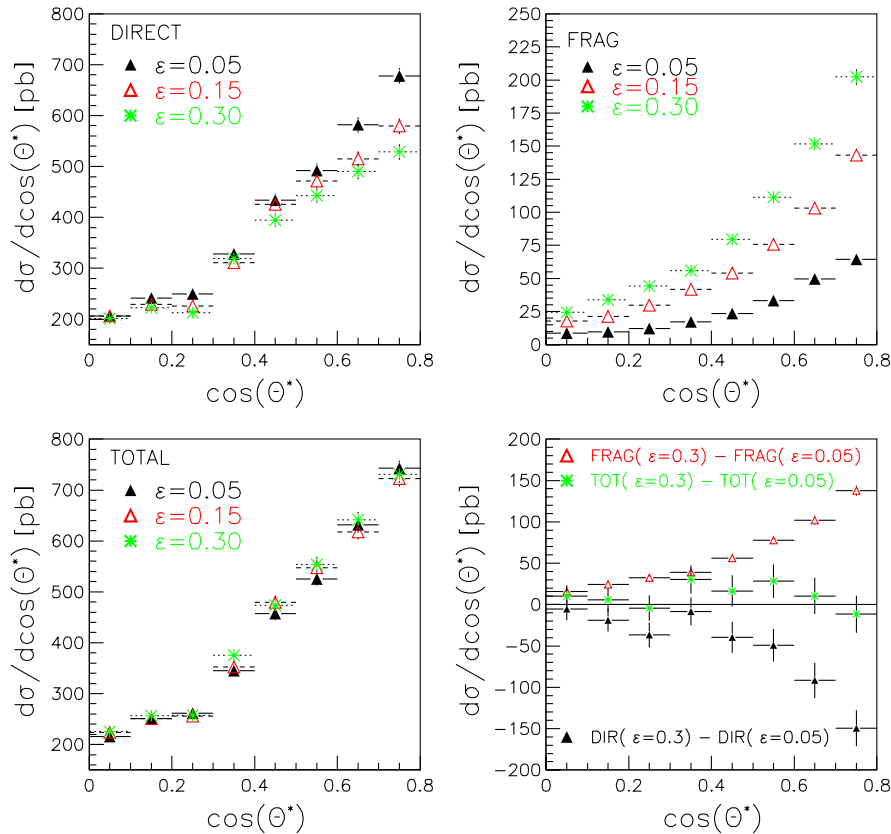 DIRECT
ε=0.05
ε=0.15
ε=0.30
dσ/dcos(Θ*) [pb]
800
700
600
500
400
300
200
0 0.2 0.4 0.6 0.8
cos(Θ*)
FRAG
ε=0.05
ε=0.15
ε=0.30
dσ/dcos(Θ*) [pb]
250
225
200
175
150
125
100
75
50
25
0
0 0.2 0.4 0.6 0.8
cos(Θ*)
TOTAL
ε=0.05
ε=0.15
ε=0.30
dσ/dcos(Θ*) [pb]
800
700
600
500
400
300
200
0 0.2 0.4 0.6 0.8
cos(Θ*)
FRAG( ε=0.3) − FRAG( ε=0.05)
TOT( ε=0.3) − TOT( ε=0.05)
DIR( ε=0.3) − DIR( ε=0.05)
dσ/dcos(Θ*) [pb]
200
150
100
50
0
-50
-100
-150
-200
0 0.2 0.4 0.6 0.8
cos(Θ*)